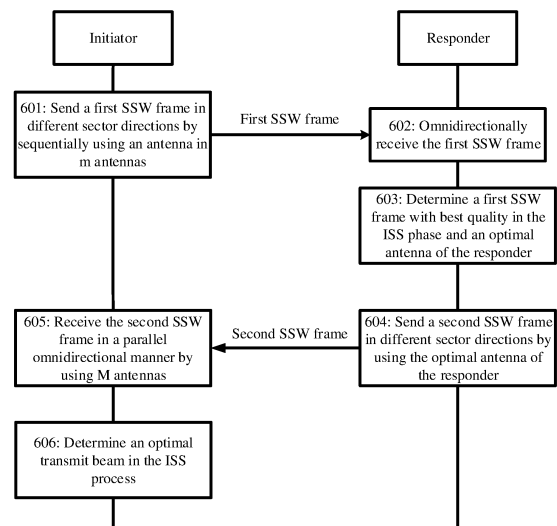 Initiator
Responder
601: Send a first SSW frame in
different sector directions by
sequentially using an antenna in
m antennas
First SSW frame
602: Omnidirectionally
receive the first SSW frame
603: Determine a first SSW
frame with best quality in the
ISS phase and an optimal
antenna of the responder
605: Receive the second SSW
frame in a parallel
omnidirectional manner by
using M antennas
Second SSW frame
604: Send a second SSW frame
in different sector directions by
using the optimal antenna of
the responder
606: Determine an optimal
transmit beam in the ISS
process